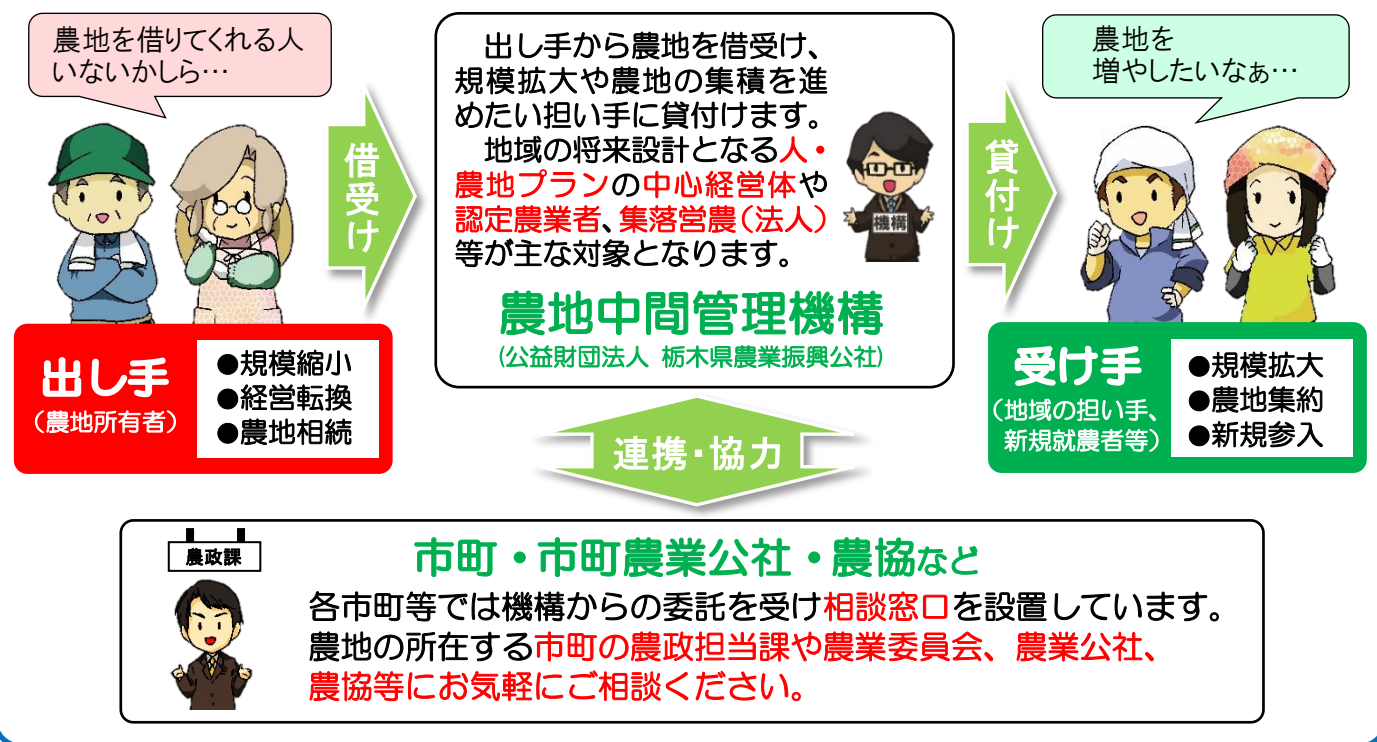 農地を借りてくれる人
いないかしら…
借受け
出し手から農地を借受け、
規模拡大や農地の集積を進
めたい担い手に貸付けます。
地域の将来設計となる人・
農地プランの中心経営体や
認定農業者、集落営農(法人)
等が主な対象となります。
機構
農地中間管理機構
(公益財団法人 栃木県農業振興公社)
貸付け
農地を
増やしたいなぁ…
出し手
(農地所有者)
●規模縮小
●経営転換
●農地相続
受け手
(地域の担い手、
新規就農者等)
●規模拡大
●農地集約
●新規参入
連携・協力
農政課
市町・市町農業公社・農協など
各市町等では機構からの委託を受け相談窓口を設置しています。
農地の所在する市町の農政担当課や農業委員会、農業公社、
農協等にお気軽にご相談ください。